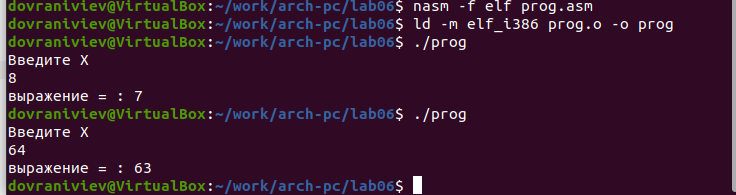 dovraniviev@VirtualBox:~/work/arch-pc/lab06$ nasm -f elf prog.asm
dovraniviev@VirtualBox:~/work/arch-pc/lab06$ ld -m elf_i386 prog.o -o prog
dovraniviev@VirtualBox:~/work/arch-pc/lab06$ ./prog
Введите X
8
выражение = : 7
dovraniviev@VirtualBox:~/work/arch-pc/lab06$ ./prog
Введите X
64
выражение = : 63
dovraniviev@VirtualBox:~/work/arch-pc/lab06$